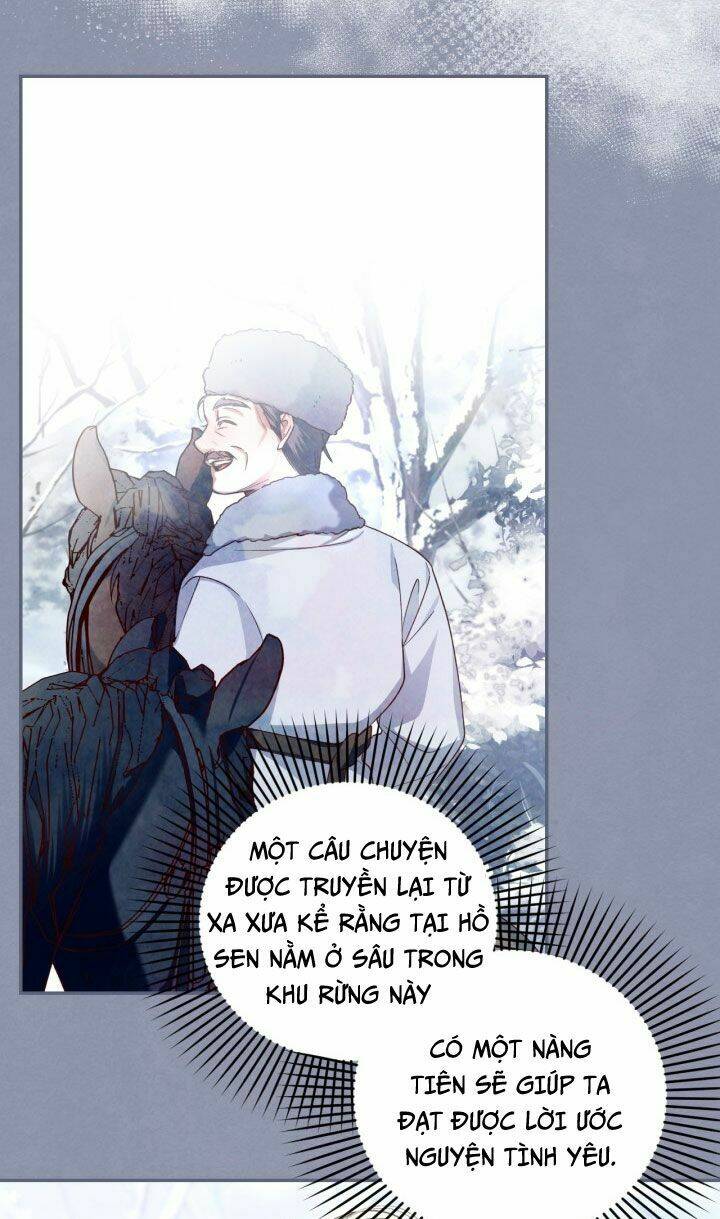 MỘT CÂU CHUYỆN
ĐƯỢC TRUYỀN LẠI TỪ
XA XƯA KỂ RẰNG TẠI HỒ
SEN NẰM Ở SÂU TRONG
KHU RỪNG NÀY
CÓ MỘT NÀNG
TIÊN SẼ GIÚP TA
ĐẠT ĐƯỢC LỜI ƯỚC
NGUYỆN TÌNH YÊU.